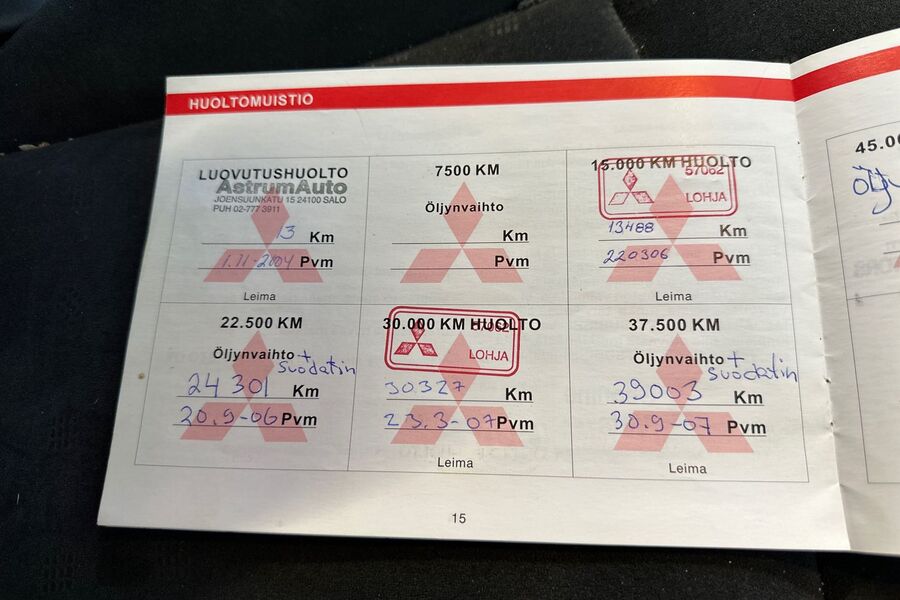 HUOLTOMUISTIO
LUOVUTUSHUOLTO
AstrumAuto
JOENSUUNKATU 15 24100 SALO
PUH 02-777 3911
13 Km
1.11-2004 Pvm
Leima
7500 KM
Öljynvaihto
Km
Pvm
15.000 KM HUOLTO
57062
LOHJA
13488 Km
220306 Pvm
Leima
22.500 KM
Öljynvaihto +
suodatin
24301 Km
20.9-06 Pvm
30.000 KM HUOLTO
57062
LOHJA
30327 Km
23.3-07 Pvm
Leima
37.500 KM
Öljynvaihto +
suodatin
39003 Km
30.9-07 Pvm
Leima
15
45.00